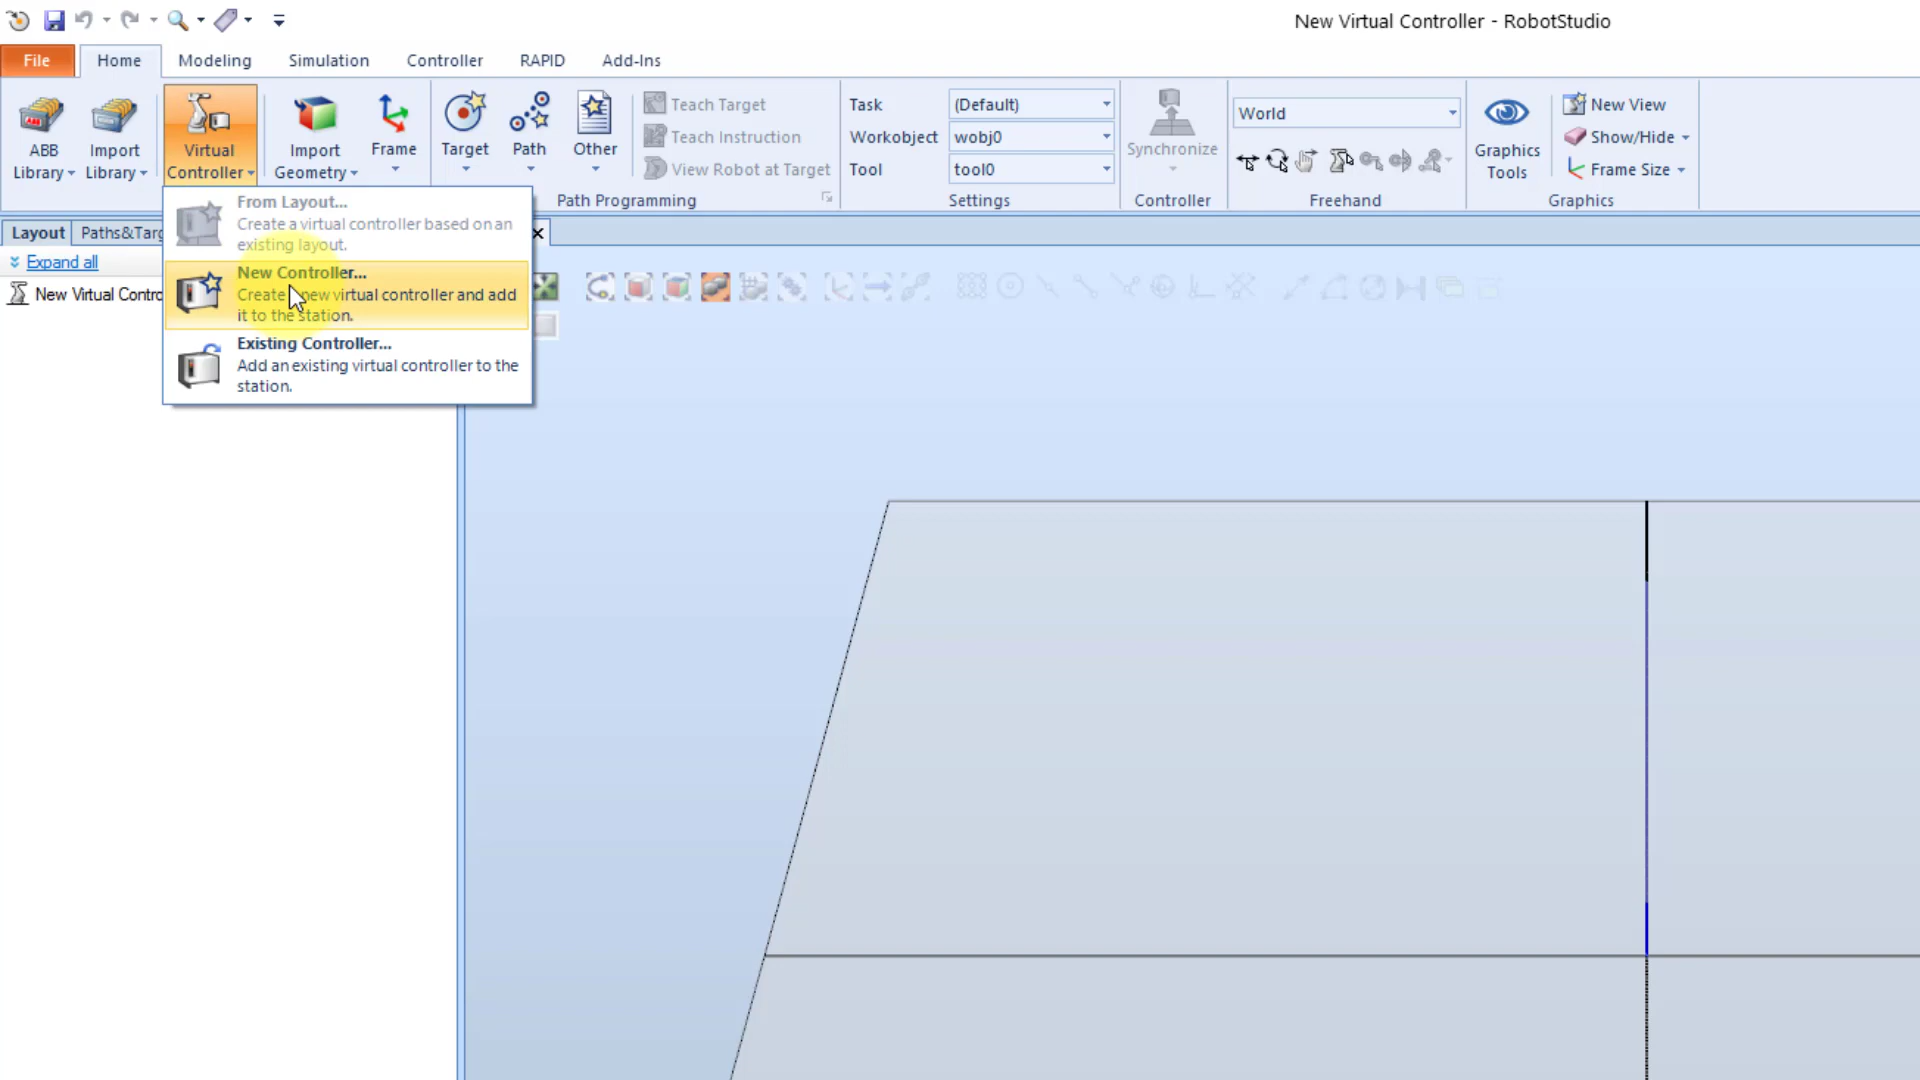 New Virtual Controller - RobotStudio
File Home Modeling Simulation Controller RAPID Add-Ins
ABB Library
Import Library
Virtual Controller
Import Geometry
Frame
Target
Path
Other
Teach Target
Teach Instruction
View Robot at Target
Path Programming
Task (Default)
Workobject wobj0
Tool tool0
Settings
Synchronize
Controller
World
Freehand
Graphics Tools
New View
Show/Hide
Frame Size
Graphics
Layout Paths&Targ
Expand all
New Virtual Contro
From Layout...
Create a virtual controller based on an
existing layout.
New Controller...
Create new virtual controller and add
it to the station.
Existing Controller...
Add an existing virtual controller to the
station.